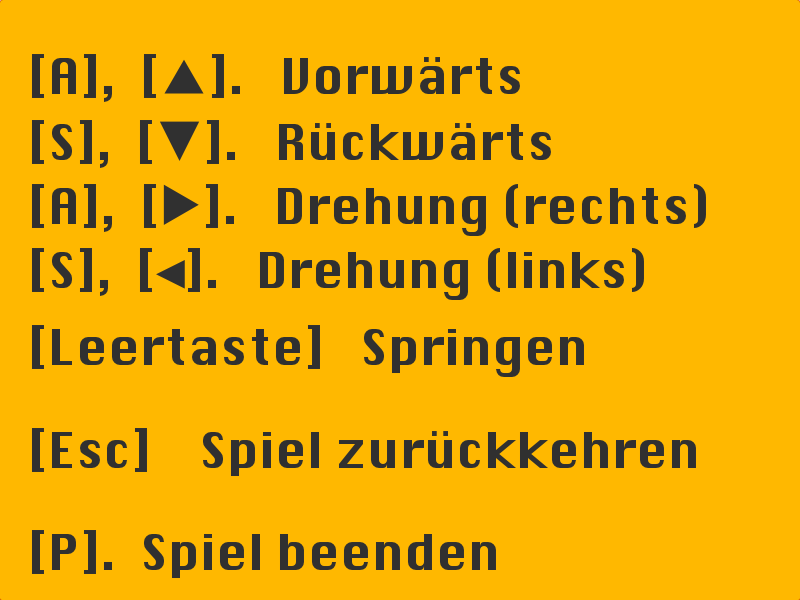 [A], [▲]. Vorwärts
[S], [▼]. Rückwärts
[A], [▶]. Drehung (rechts)
[S], [◀]. Drehung (links)
[Leertaste] Springen
[Esc] Spiel zurückkehren
[P]. Spiel beenden